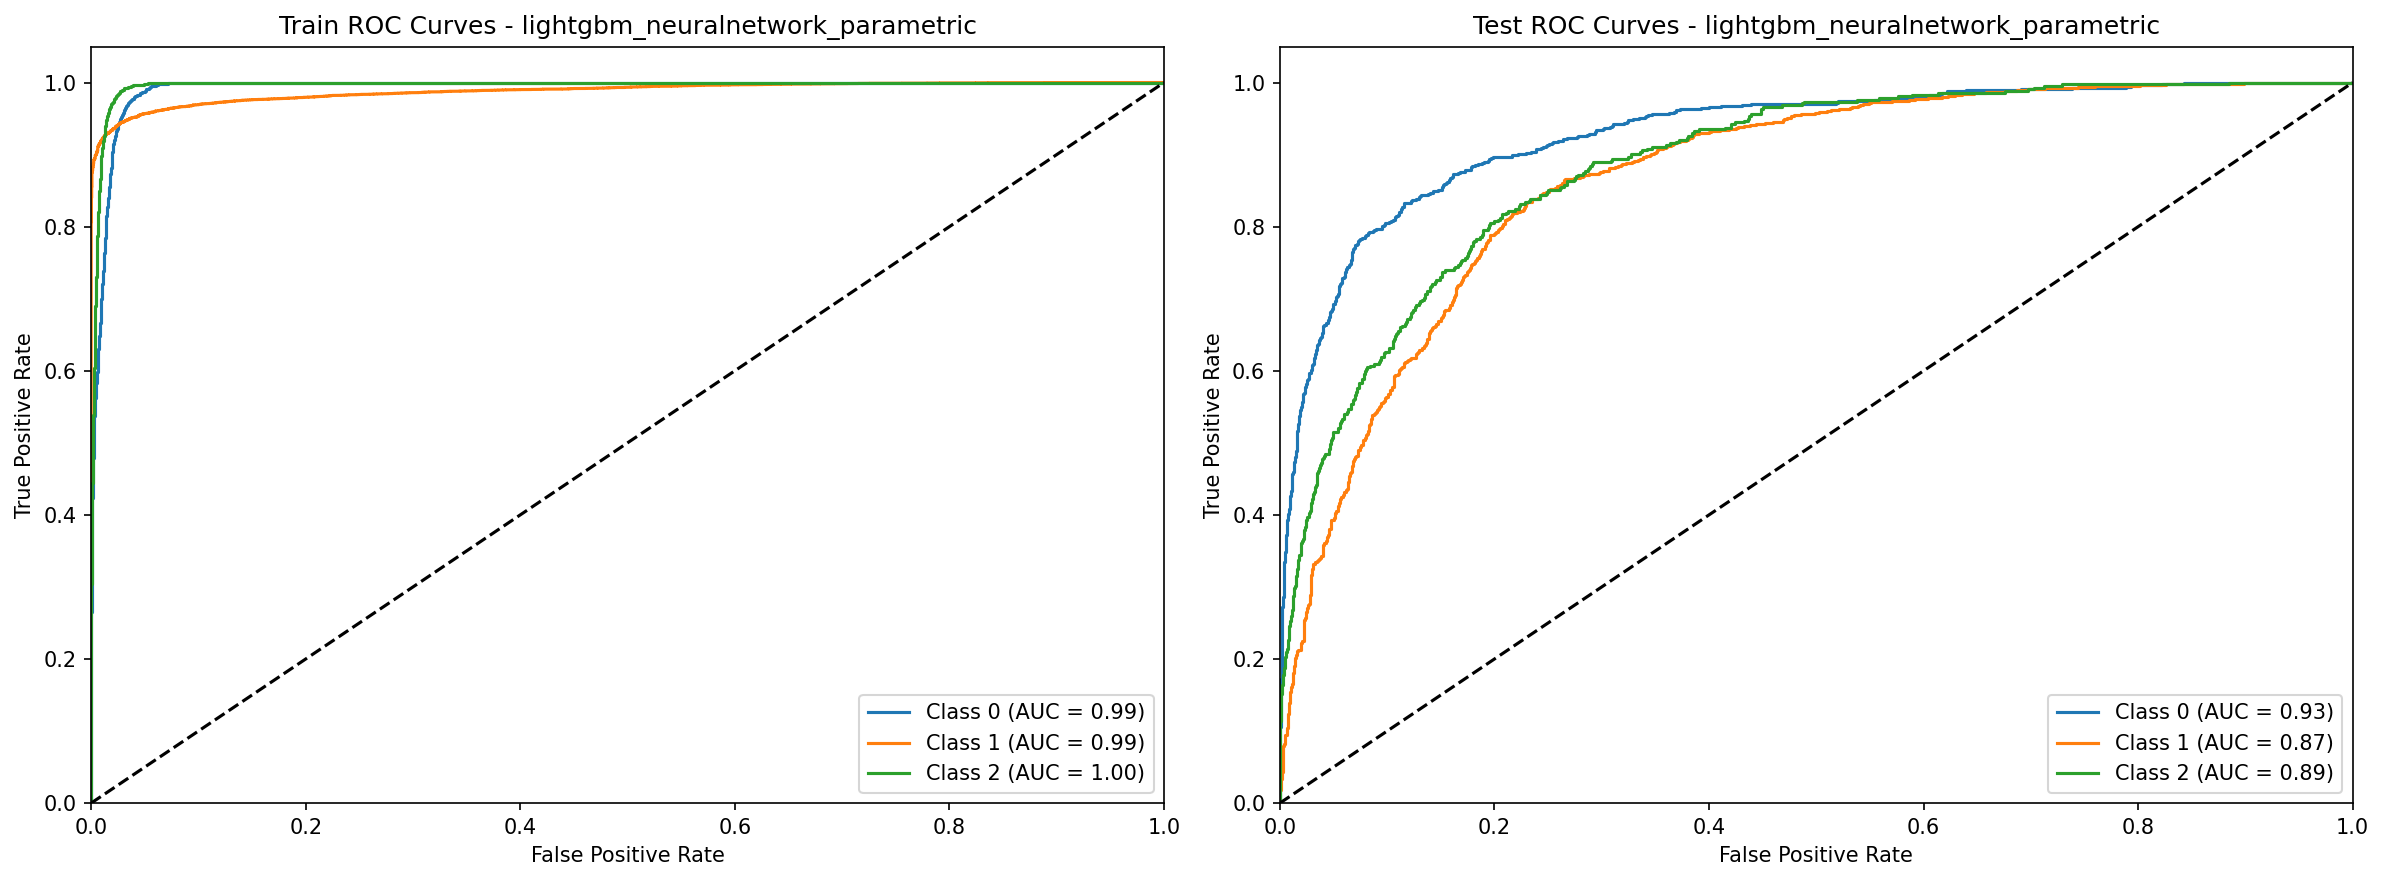 Train ROC Curves - lightgbm_neuralnetwork_parametric
True Positive Rate
1.0
0.8
0.6
0.4
0.2
0.0
0.0 0.2 0.4 0.6 0.8 1.0
False Positive Rate
Class 0 (AUC = 0.99)
Class 1 (AUC = 0.99)
Class 2 (AUC = 1.00)
Test ROC Curves - lightgbm_neuralnetwork_parametric
True Positive Rate
1.0
0.8
0.6
0.4
0.2
0.0
0.0 0.2 0.4 0.6 0.8 1.0
False Positive Rate
Class 0 (AUC = 0.93)
Class 1 (AUC = 0.87)
Class 2 (AUC = 0.89)